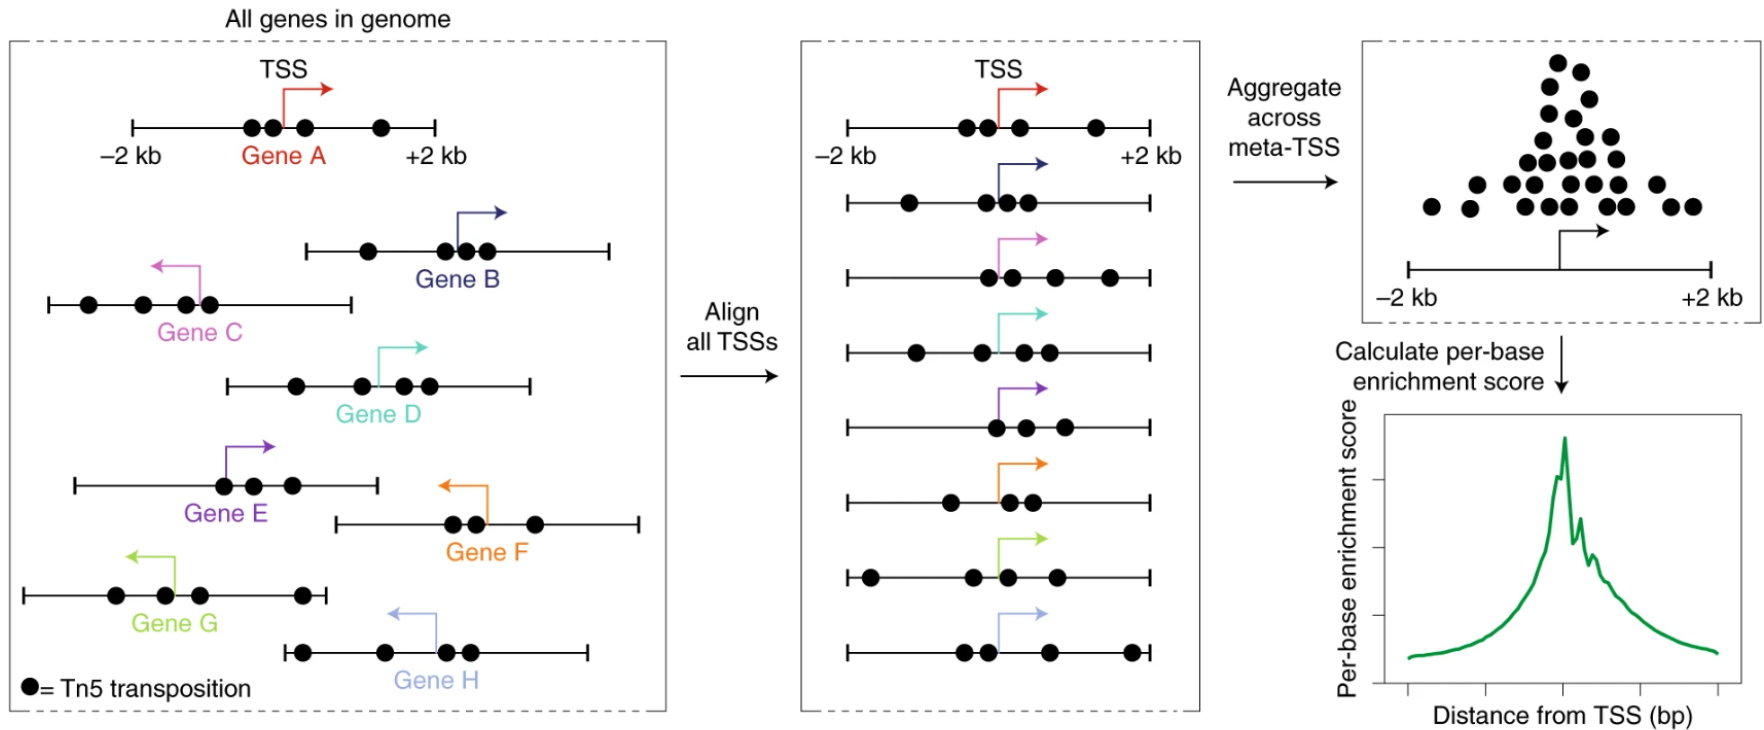 All genes in genome
TSS
–2 kb
Gene A
+2 kb
Gene B
Gene C
Gene D
Gene E
Gene F
Gene G
Gene H
= Tn5 transposition
Align
all TSSs
TSS
–2 kb
+2 kb
Aggregate
across
meta-TSS
–2 kb
+2 kb
Calculate per-base
enrichment score
Per-base enrichment score
Distance from TSS (bp)